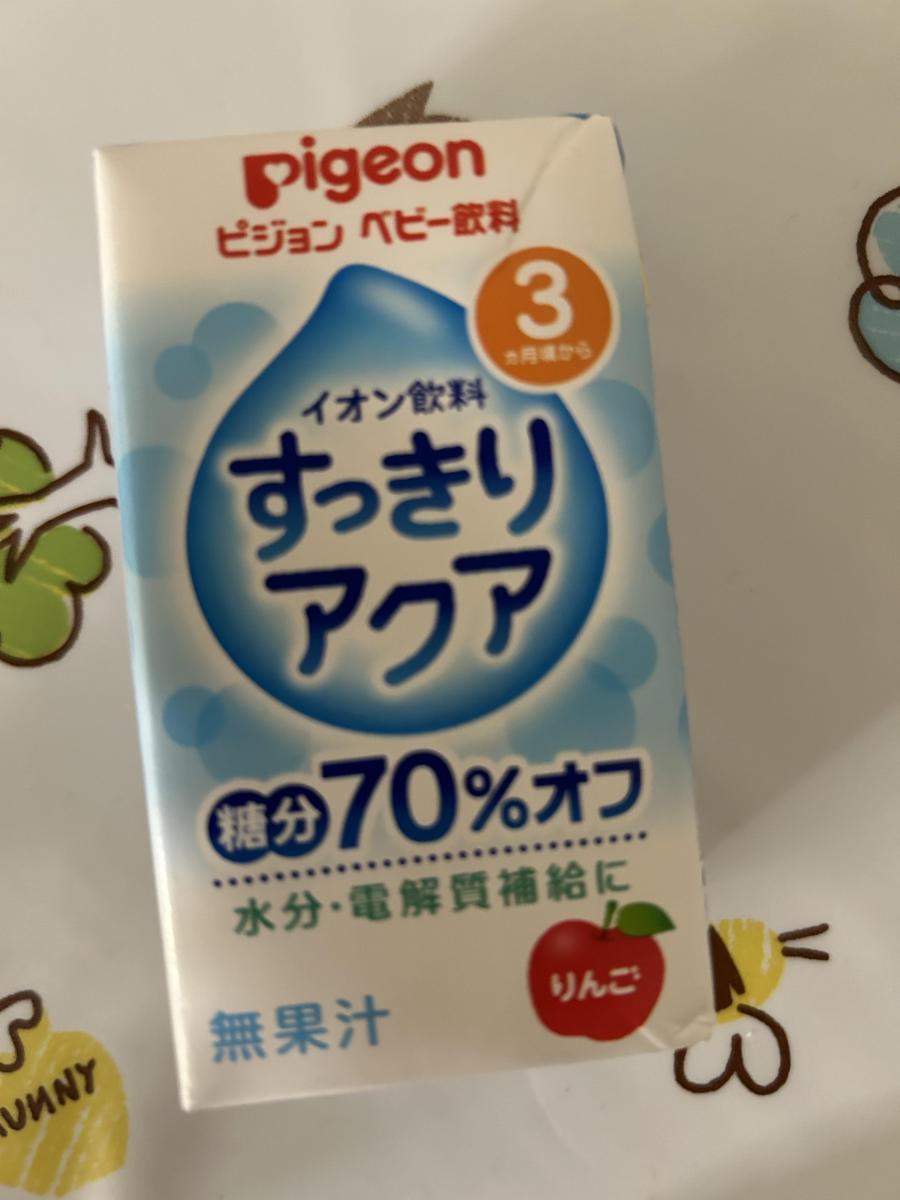 Pigeon
ピジョン ベビー飲料
3
ヵ月頃から
イオン飲料
すっきり
アクア
糖分70%オフ
水分・電解質補給に
りんご
無果汁
UNNY